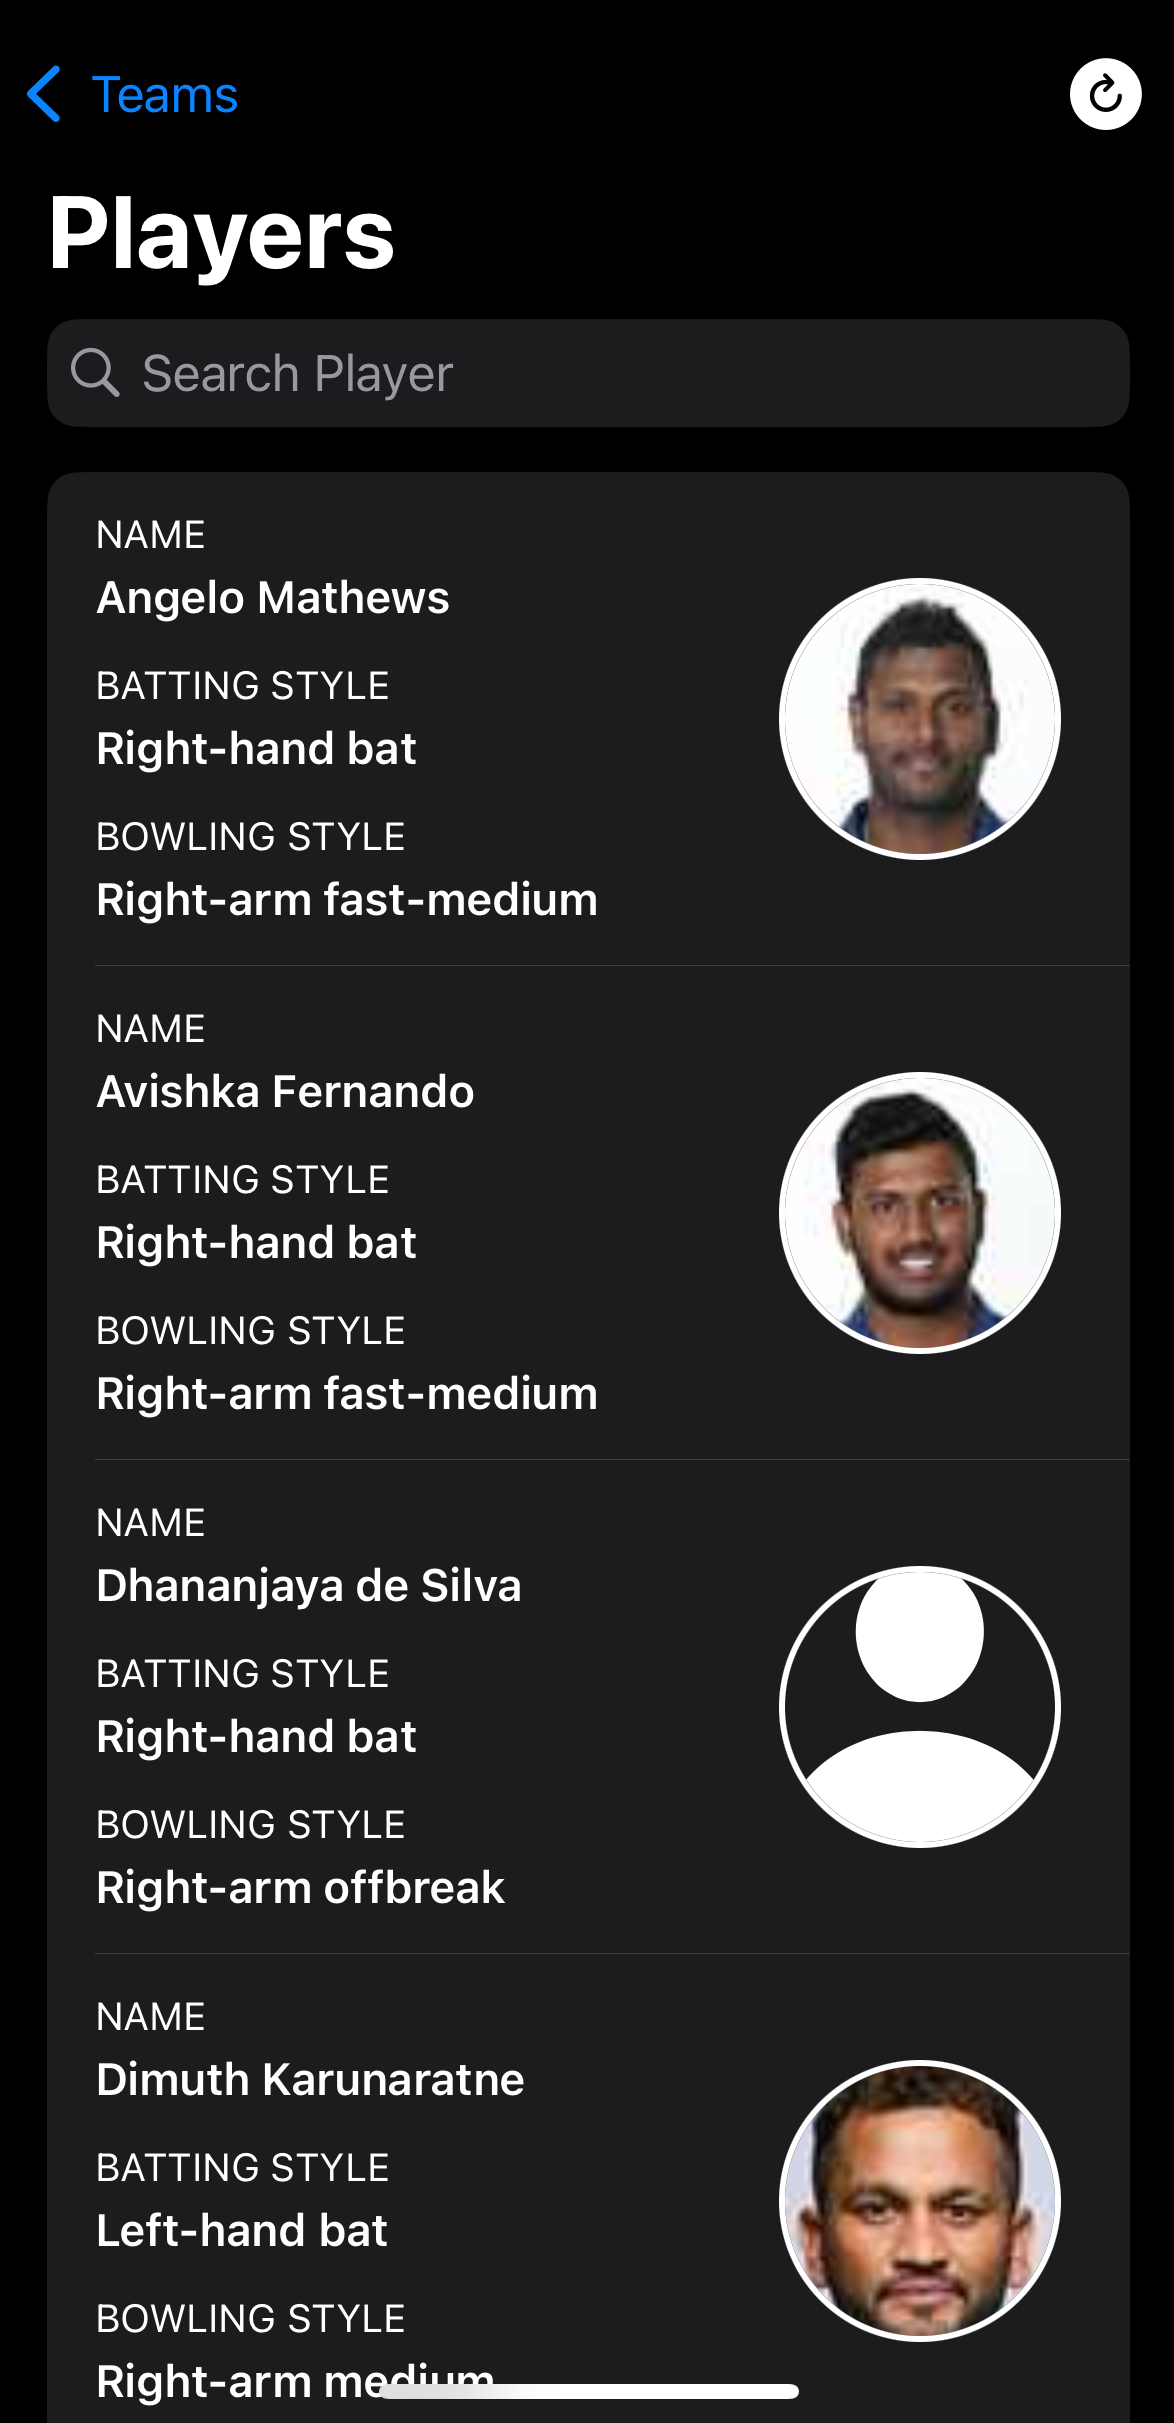 Teams
Players
Search Player
NAME
Angelo Mathews
BATTING STYLE
Right-hand bat
BOWLING STYLE
Right-arm fast-medium
NAME
Avishka Fernando
BATTING STYLE
Right-hand bat
BOWLING STYLE
Right-arm fast-medium
NAME
Dhananjaya de Silva
BATTING STYLE
Right-hand bat
BOWLING STYLE
Right-arm offbreak
NAME
Dimuth Karunaratne
BATTING STYLE
Left-hand bat
BOWLING STYLE
Right-arm medium